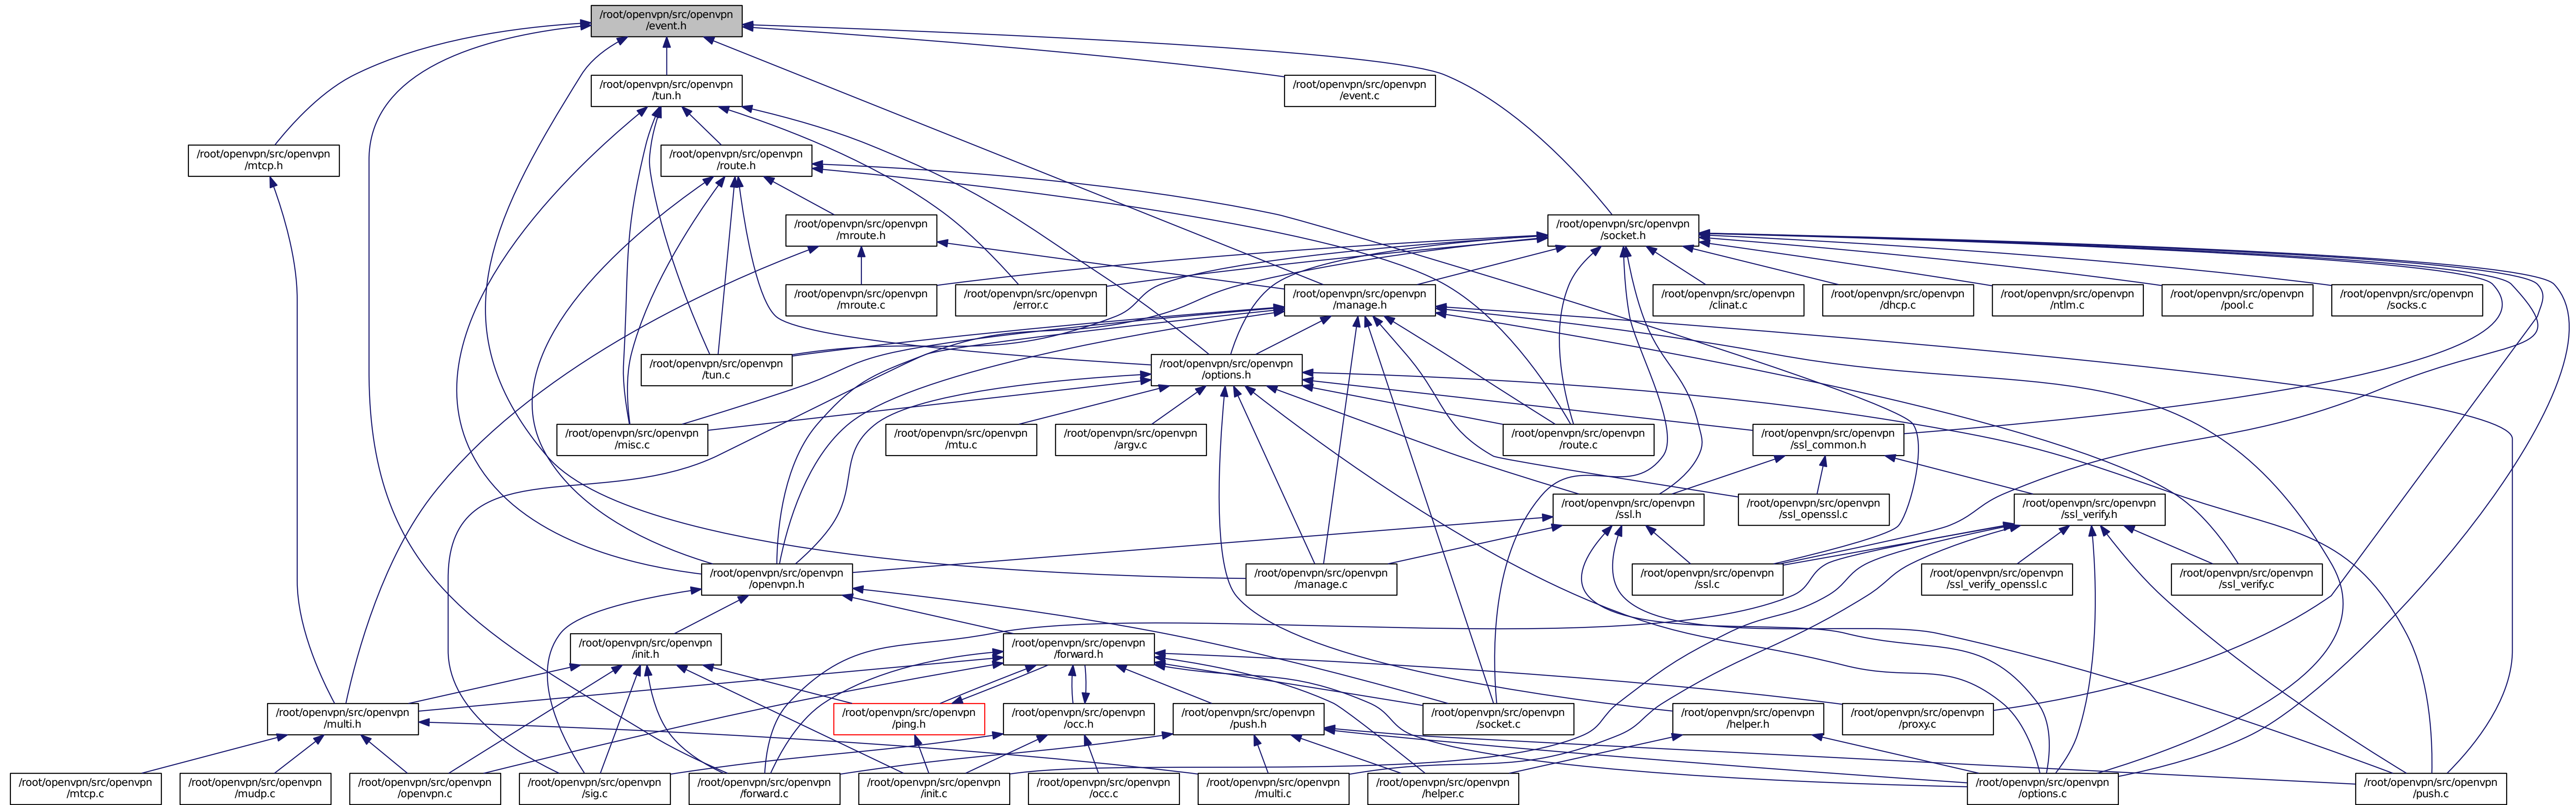 /root/openvpn/src/openvpn
/event.h
/root/openvpn/src/openvpn
/tun.h
/root/openvpn/src/openvpn
/event.c
/root/openvpn/src/openvpn
/mtcp.h
/root/openvpn/src/openvpn
/route.h
/root/openvpn/src/openvpn
/mroute.h
/root/openvpn/src/openvpn
/socket.h
/root/openvpn/src/openvpn
/mroute.c
/root/openvpn/src/openvpn
/error.c
/root/openvpn/src/openvpn
/manage.h
/root/openvpn/src/openvpn
/clinat.c
/root/openvpn/src/openvpn
/dhcp.c
/root/openvpn/src/openvpn
/ntlm.c
/root/openvpn/src/openvpn
/pool.c
/root/openvpn/src/openvpn
/socks.c
/root/openvpn/src/openvpn
/tun.c
/root/openvpn/src/openvpn
/options.h
/root/openvpn/src/openvpn
/misc.c
/root/openvpn/src/openvpn
/mtu.c
/root/openvpn/src/openvpn
/argv.c
/root/openvpn/src/openvpn
/route.c
/root/openvpn/src/openvpn
/ssl_common.h
/root/openvpn/src/openvpn
/ssl.h
/root/openvpn/src/openvpn
/ssl_openssl.c
/root/openvpn/src/openvpn
/ssl_verify.h
/root/openvpn/src/openvpn
/openvpn.h
/root/openvpn/src/openvpn
/manage.c
/root/openvpn/src/openvpn
/ssl.c
/root/openvpn/src/openvpn
/ssl_verify_openssl.c
/root/openvpn/src/openvpn
/ssl_verify.c
/root/openvpn/src/openvpn
/init.h
/root/openvpn/src/openvpn
/forward.h
/root/openvpn/src/openvpn
/multi.h
/root/openvpn/src/openvpn
/ping.h
/root/openvpn/src/openvpn
/occ.h
/root/openvpn/src/openvpn
/push.h
/root/openvpn/src/openvpn
/socket.c
/root/openvpn/src/openvpn
/helper.h
/root/openvpn/src/openvpn
/proxy.c
/root/openvpn/src/openvpn
/mtcp.c
/root/openvpn/src/openvpn
/mudp.c
/root/openvpn/src/openvpn
/openvpn.c
/root/openvpn/src/openvpn
/sig.c
/root/openvpn/src/openvpn
/forward.c
/root/openvpn/src/openvpn
/init.c
/root/openvpn/src/openvpn
/occ.c
/root/openvpn/src/openvpn
/multi.c
/root/openvpn/src/openvpn
/helper.c
/root/openvpn/src/openvpn
/options.c
/root/openvpn/src/openvpn
/push.c